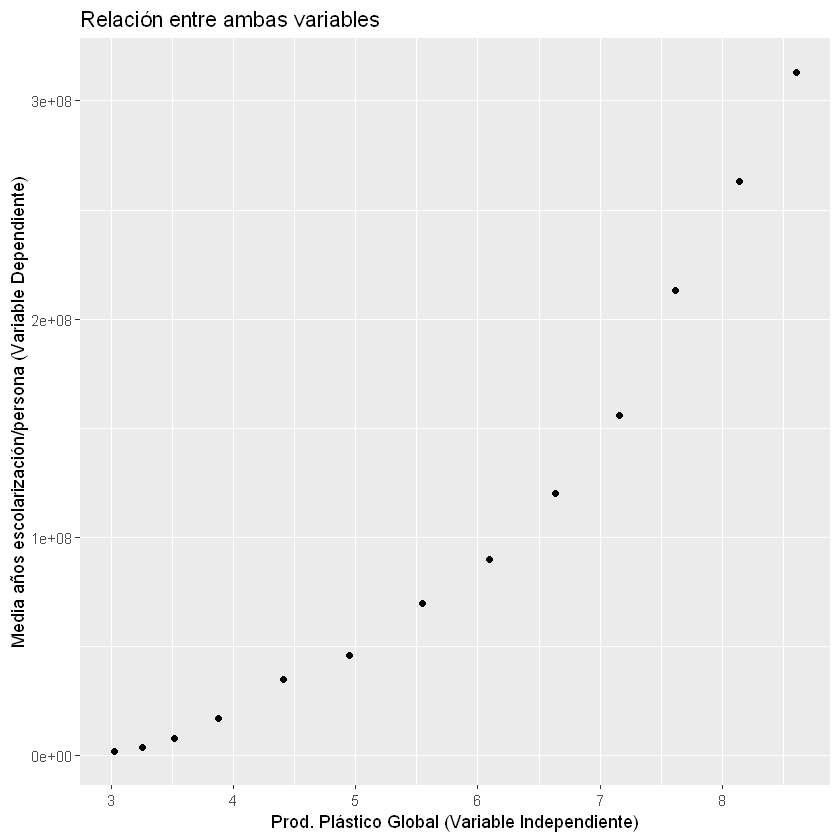 Relación entre ambas variables
Media años escolarización/persona (Variable Dependiente)
3e+08
2e+08
1e+08
0e+00
3 4 5 6 7 8
Prod. Plástico Global (Variable Independiente)